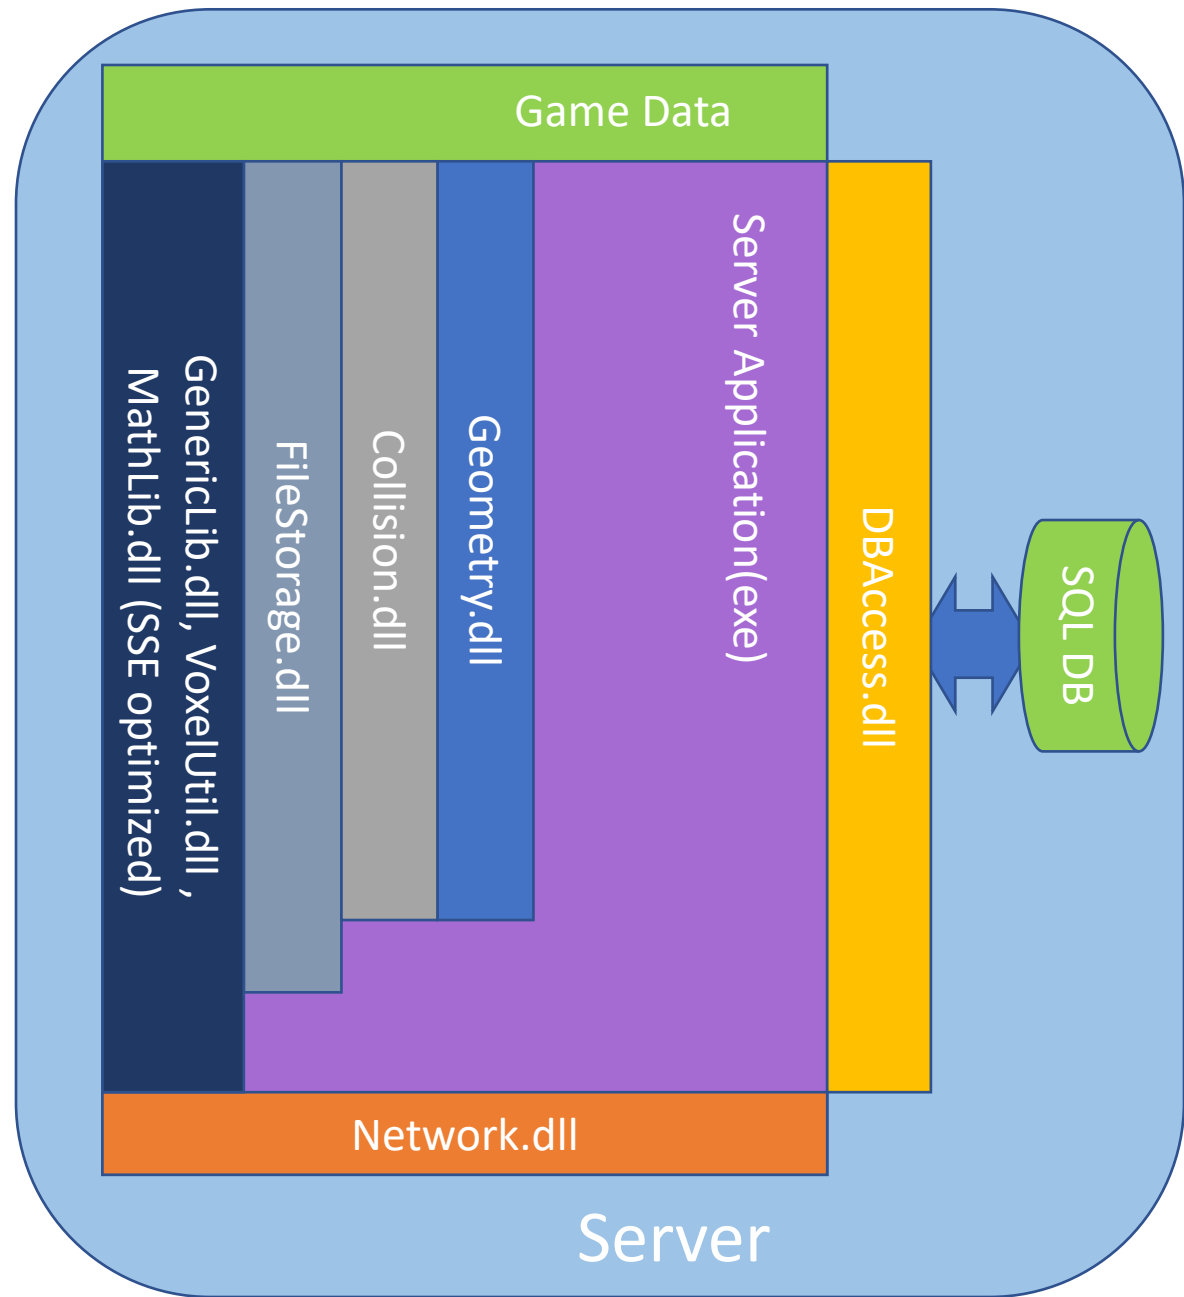 Game Data
GenericLib.dll, VoxelUtil.dll ,
MathLib.dll (SSE optimized)
FileStorage.dll
Collision.dll
Geometry.dll
Server Application(exe)
DBAccess.dll
SQL DB
Network.dll
Server